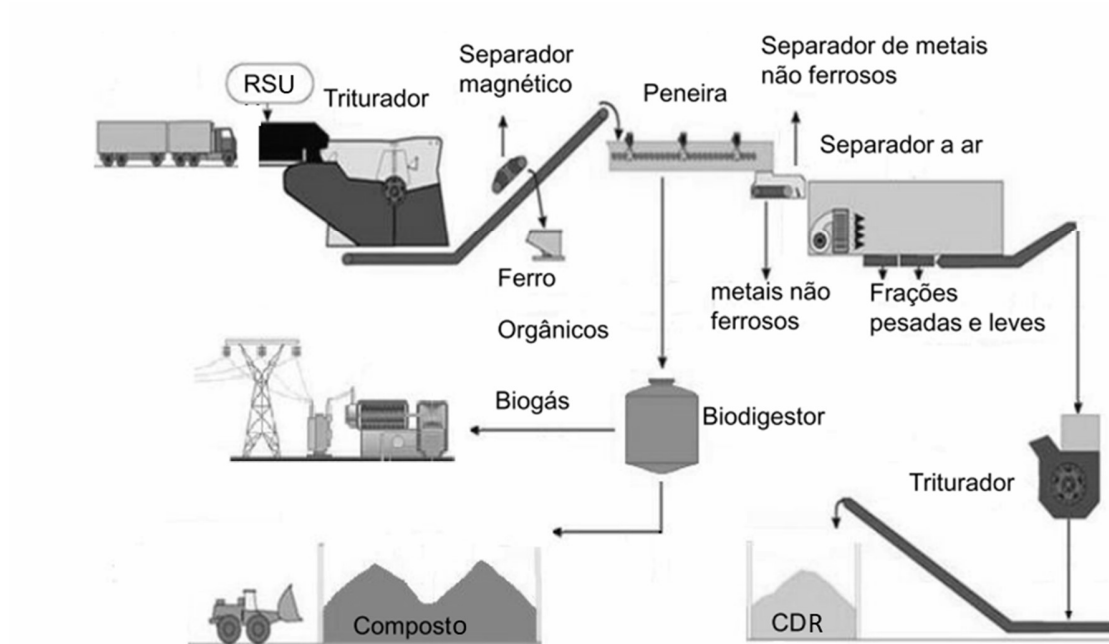 RSU
Triturador
Separador
magnético
Peneira
Separador de metais
não ferrosos
Separador a ar
Ferro
metais não
ferrosos
Frações
pesadas e leves
Orgânicos
Biogás
Biodigestor
Triturador
Composto
CDR